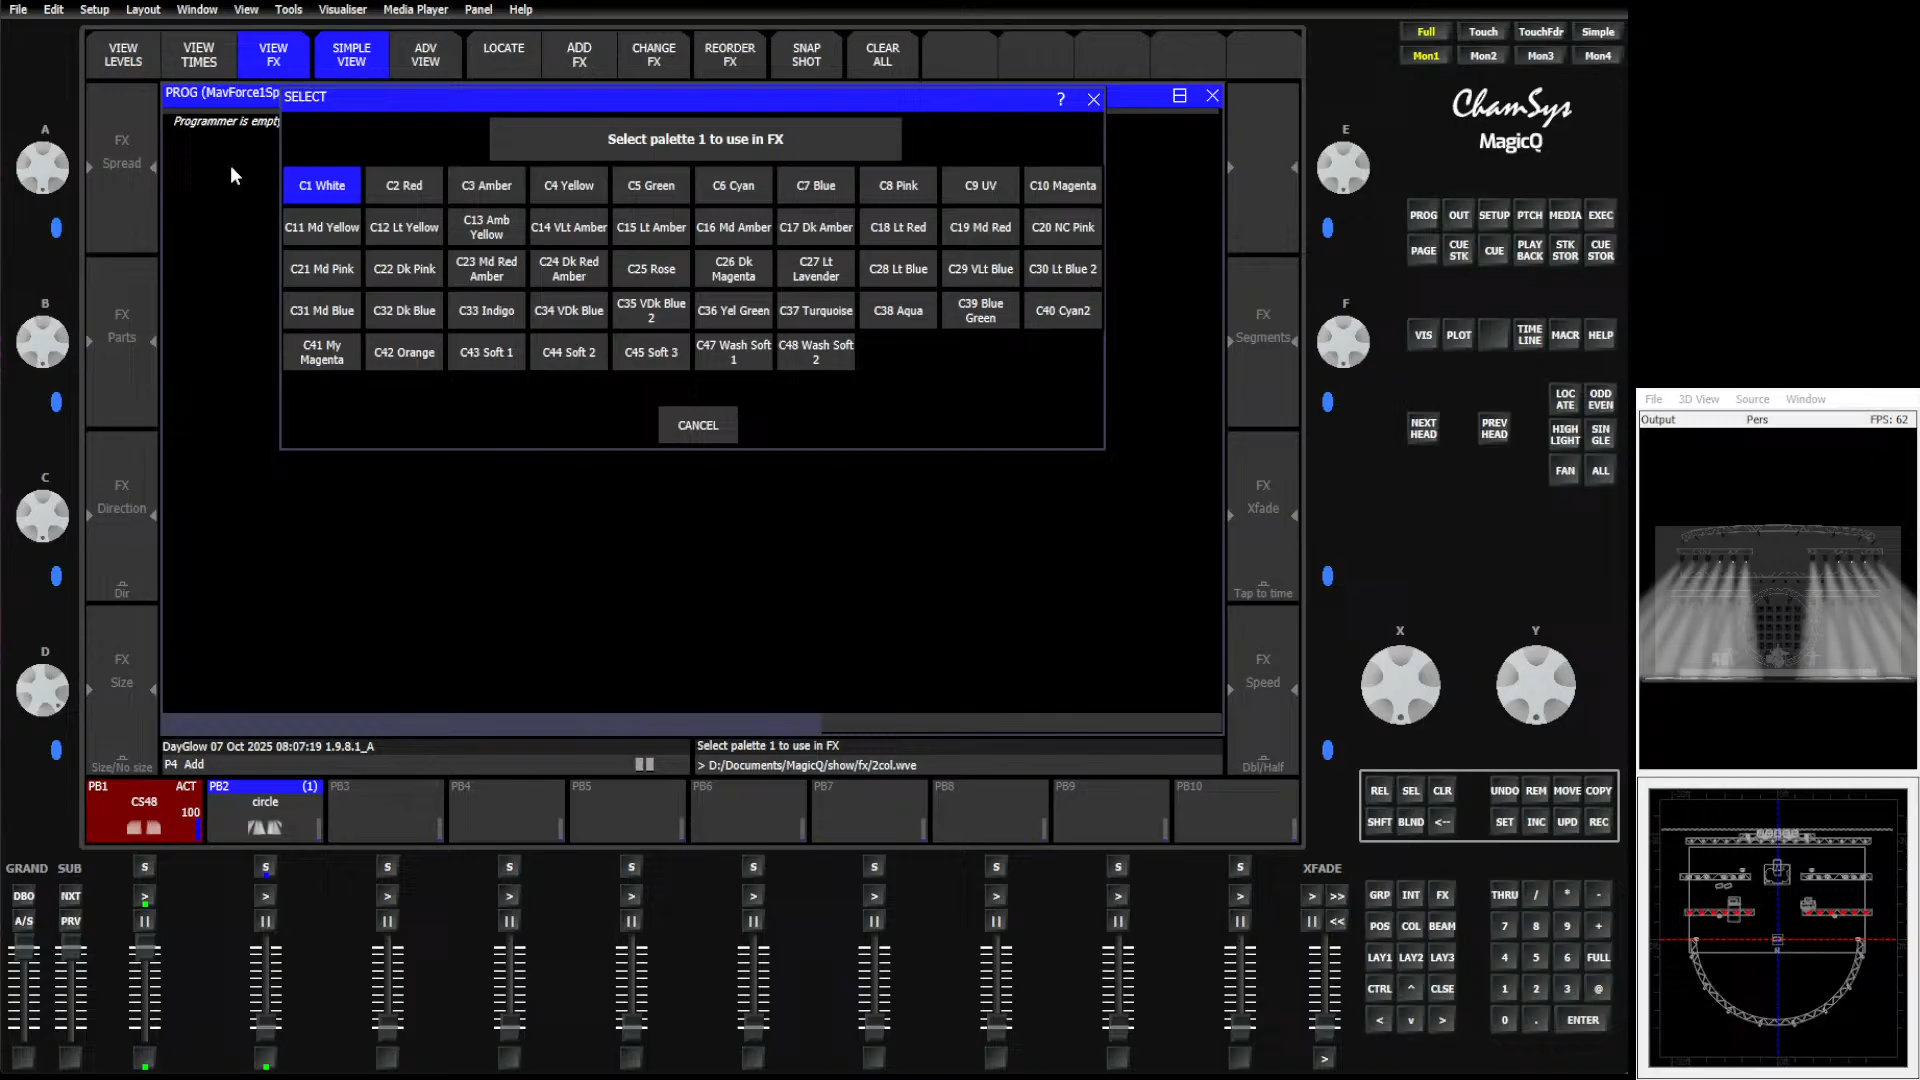 File Edit Setup Layout Window View Tools Visualiser Media Player Panel Help
VIEW LEVELS
VIEW TIMES
VIEW FX
SIMPLE VIEW
ADV VIEW
LOCATE
ADD FX
CHANGE FX
REORDER FX
SNAP SHOT
CLEAR ALL
Full Touch TouchFdr Simple
Mon1 Mon2 Mon3 Mon4
ChamSys
MagicQ
PROG (MavForce1Sp
SELECT ?
Programmer is empty
Select palette 1 to use in FX
C1 White C2 Red C3 Amber C4 Yellow C5 Green C6 Cyan C7 Blue C8 Pink C9 UV C10 Magenta
C11 Md Yellow C12 Lt Yellow C13 Amb Yellow C14 VLt Amber C15 Lt Amber C16 Md Amber C17 Dk Amber C18 Lt Red C19 Md Red C20 NC Pink
C21 Md Pink C22 Dk Pink C23 Md Red Amber C24 Dk Red Amber C25 Rose C26 Dk Magenta C27 Lt Lavender C28 Lt Blue C29 VLt Blue C30 Lt Blue 2
C31 Md Blue C32 Dk Blue C33 Indigo C34 VDk Blue C35 VDk Blue 2 C36 Yel Green C37 Turquoise C38 Aqua C39 Blue Green C40 Cyan2
C41 My Magenta C42 Orange C43 Soft 1 C44 Soft 2 C45 Soft 3 C47 Wash Soft 1 C48 Wash Soft 2
CANCEL
A
FX Spread
B
FX Parts
C
FX Direction
Dir
D
FX Size
Size/No size
E
F
FX Segments
FX Xfade
Tap to time
FX Speed
Dbl/Half
PROG OUT SETUP PTCH MEDIA EXEC
PAGE CUE STK CUE PLAY BACK STK STOR CUE STOR
VIS PLOT TIME LINE MACR HELP
LOC ATE ODD EVEN
NEXT HEAD PREV HEAD HIGH LIGHT SIN GLE
FAN ALL
X Y
File 3D View Source Window
Output Pers FPS: 62
DayGlow 07 Oct 2025 08:07:19 1.9.8.1_A
P4 Add
Select palette 1 to use in FX
> D:/Documents/MagicQ/show/fx/2col.wve
PB1 ACT
CS48
100
PB2 (1)
circle
PB3 PB4 PB5 PB6 PB7 PB8 PB9 PB10
REL SEL CLR UNDO REM MOVE COPY
SHFT BLND <-- SET INC UPD REC
GRAND SUB S S S S S S S S S S XFADE
DBO NXT > > > > > > > > > > > >>
A/S PRV || || || || || || || || || || || <<
GRP INT FX THRU / * -
POS COL BEAM 7 8 9 +
LAY1 LAY2 LAY3 4 5 6 FULL
CTRL ^ CLSE 1 2 3 @
< v > 0 . ENTER
>